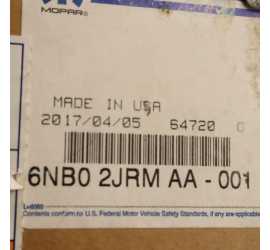 MOPAR®
MADE IN USA
2017/04/05 64720 0
6NB0 2JRM AA - 001
Contents conform to U.S. Federal Motor Vehicle Safety Standards, if any are applicable